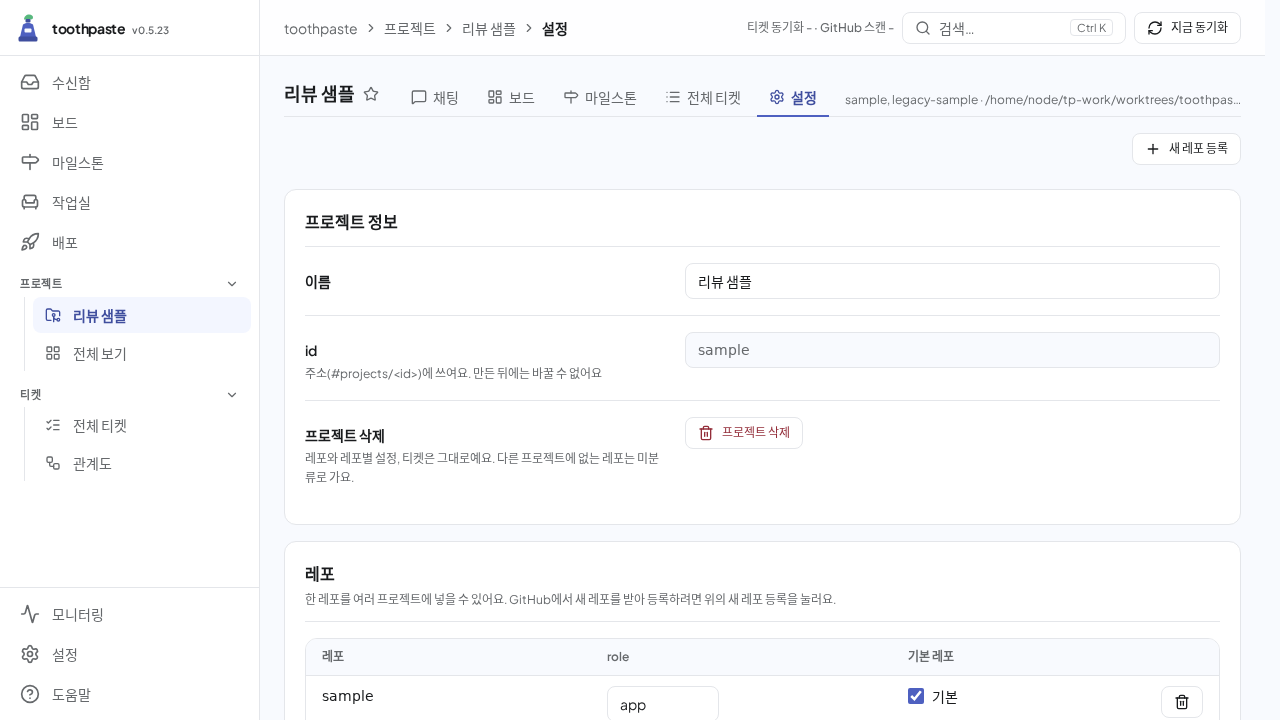 toothpaste v0.5.23
수신함
보드
마일스톤
작업실
배포
프로젝트
리뷰 샘플
전체 보기
티켓
전체 티켓
관계도
모니터링
설정
도움말
toothpaste > 프로젝트 > 리뷰 샘플 > 설정
티켓 동기화 - · GitHub 스캔 -
검색...
Ctrl K
지금 동기화
리뷰 샘플
채팅
보드
마일스톤
전체 티켓
설정
sample, legacy-sample · /home/node/tp-work/worktrees/toothpas...
새 레포 등록
프로젝트 정보
이름
리뷰 샘플
id
sample
주소(#projects/<id>)에 쓰여요. 만든 뒤에는 바꿀 수 없어요
프로젝트 삭제
프로젝트 삭제
레포와 레포별 설정, 티켓은 그대로예요. 다른 프로젝트에 없는 레포는 미분
류로 가요.
레포
한 레포를 여러 프로젝트에 넣을 수 있어요. GitHub에서 새 레포를 받아 등록하려면 위의 새 레포 등록을 눌러요.
레포 role 기본 레포
sample app 기본